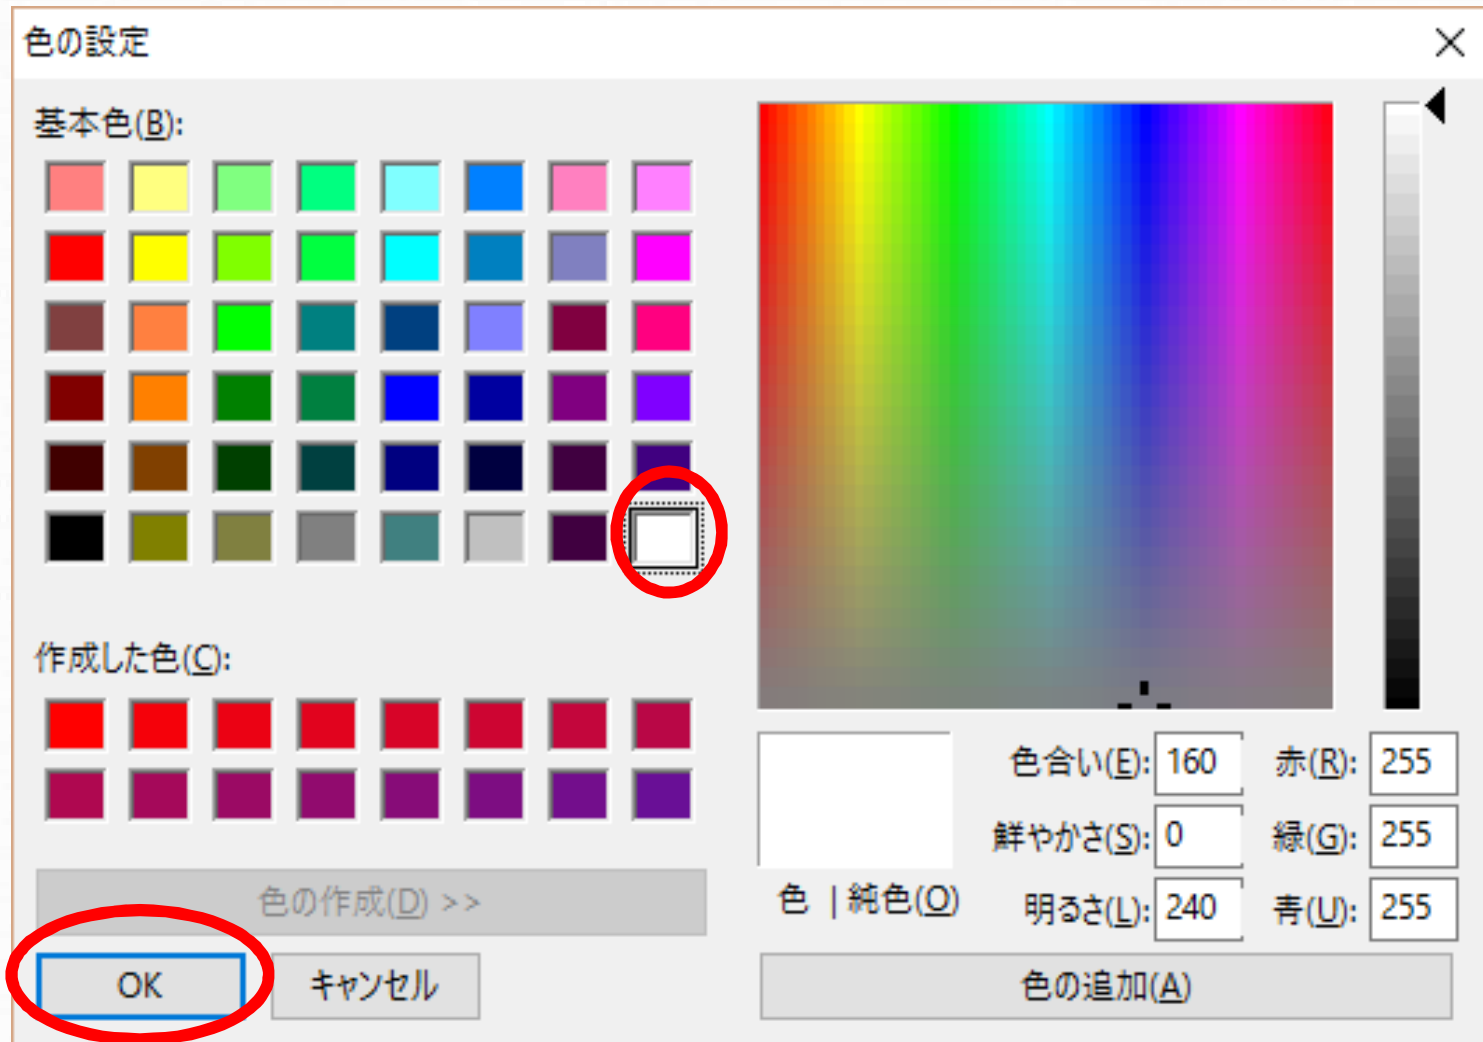 色の設定
基本色(B):
作成した色(C):
色の作成(D) >>
OK
キャンセル
色 |純色(O)
色合い(E): 160
赤(R): 255
鮮やかさ(S): 0
緑(G): 255
明るさ(L): 240
青(U): 255
色の追加(A)